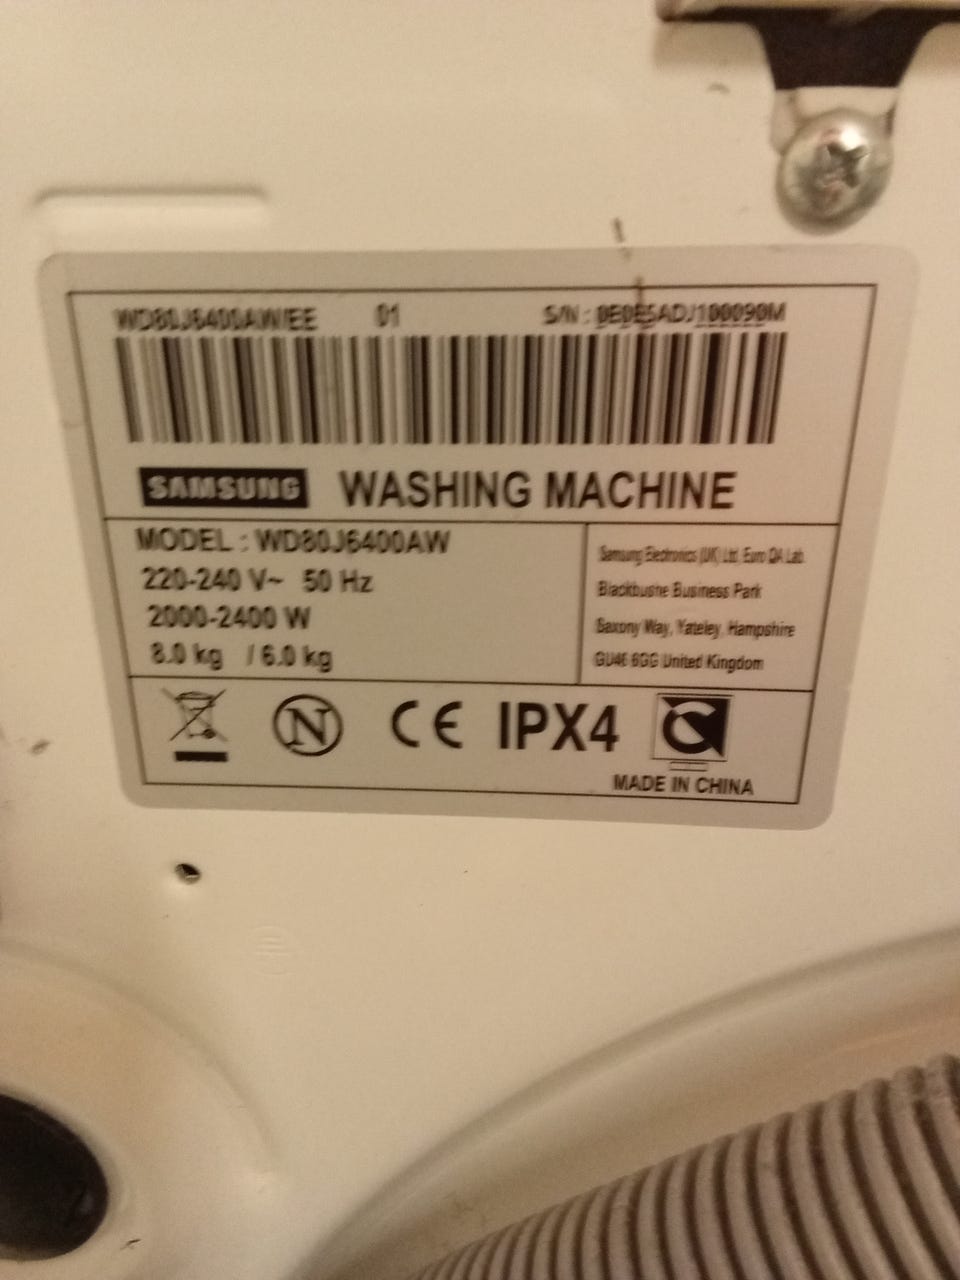 WD80J6400AW/EE 01 S/N : 0E0E5ADJ100090M
SAMSUNG WASHING MACHINE
MODEL : WD80J6400AW
220-240 V~ 50 Hz
2000-2400 W
8.0 kg / 6.0 kg
Samsung Electronics (UK) Ltd, Euro QA Lab.
Blackbushe Business Park
Saxony Way, Yateley, Hampshire
GU46 6GG United Kingdom
N CE IPX4
MADE IN CHINA